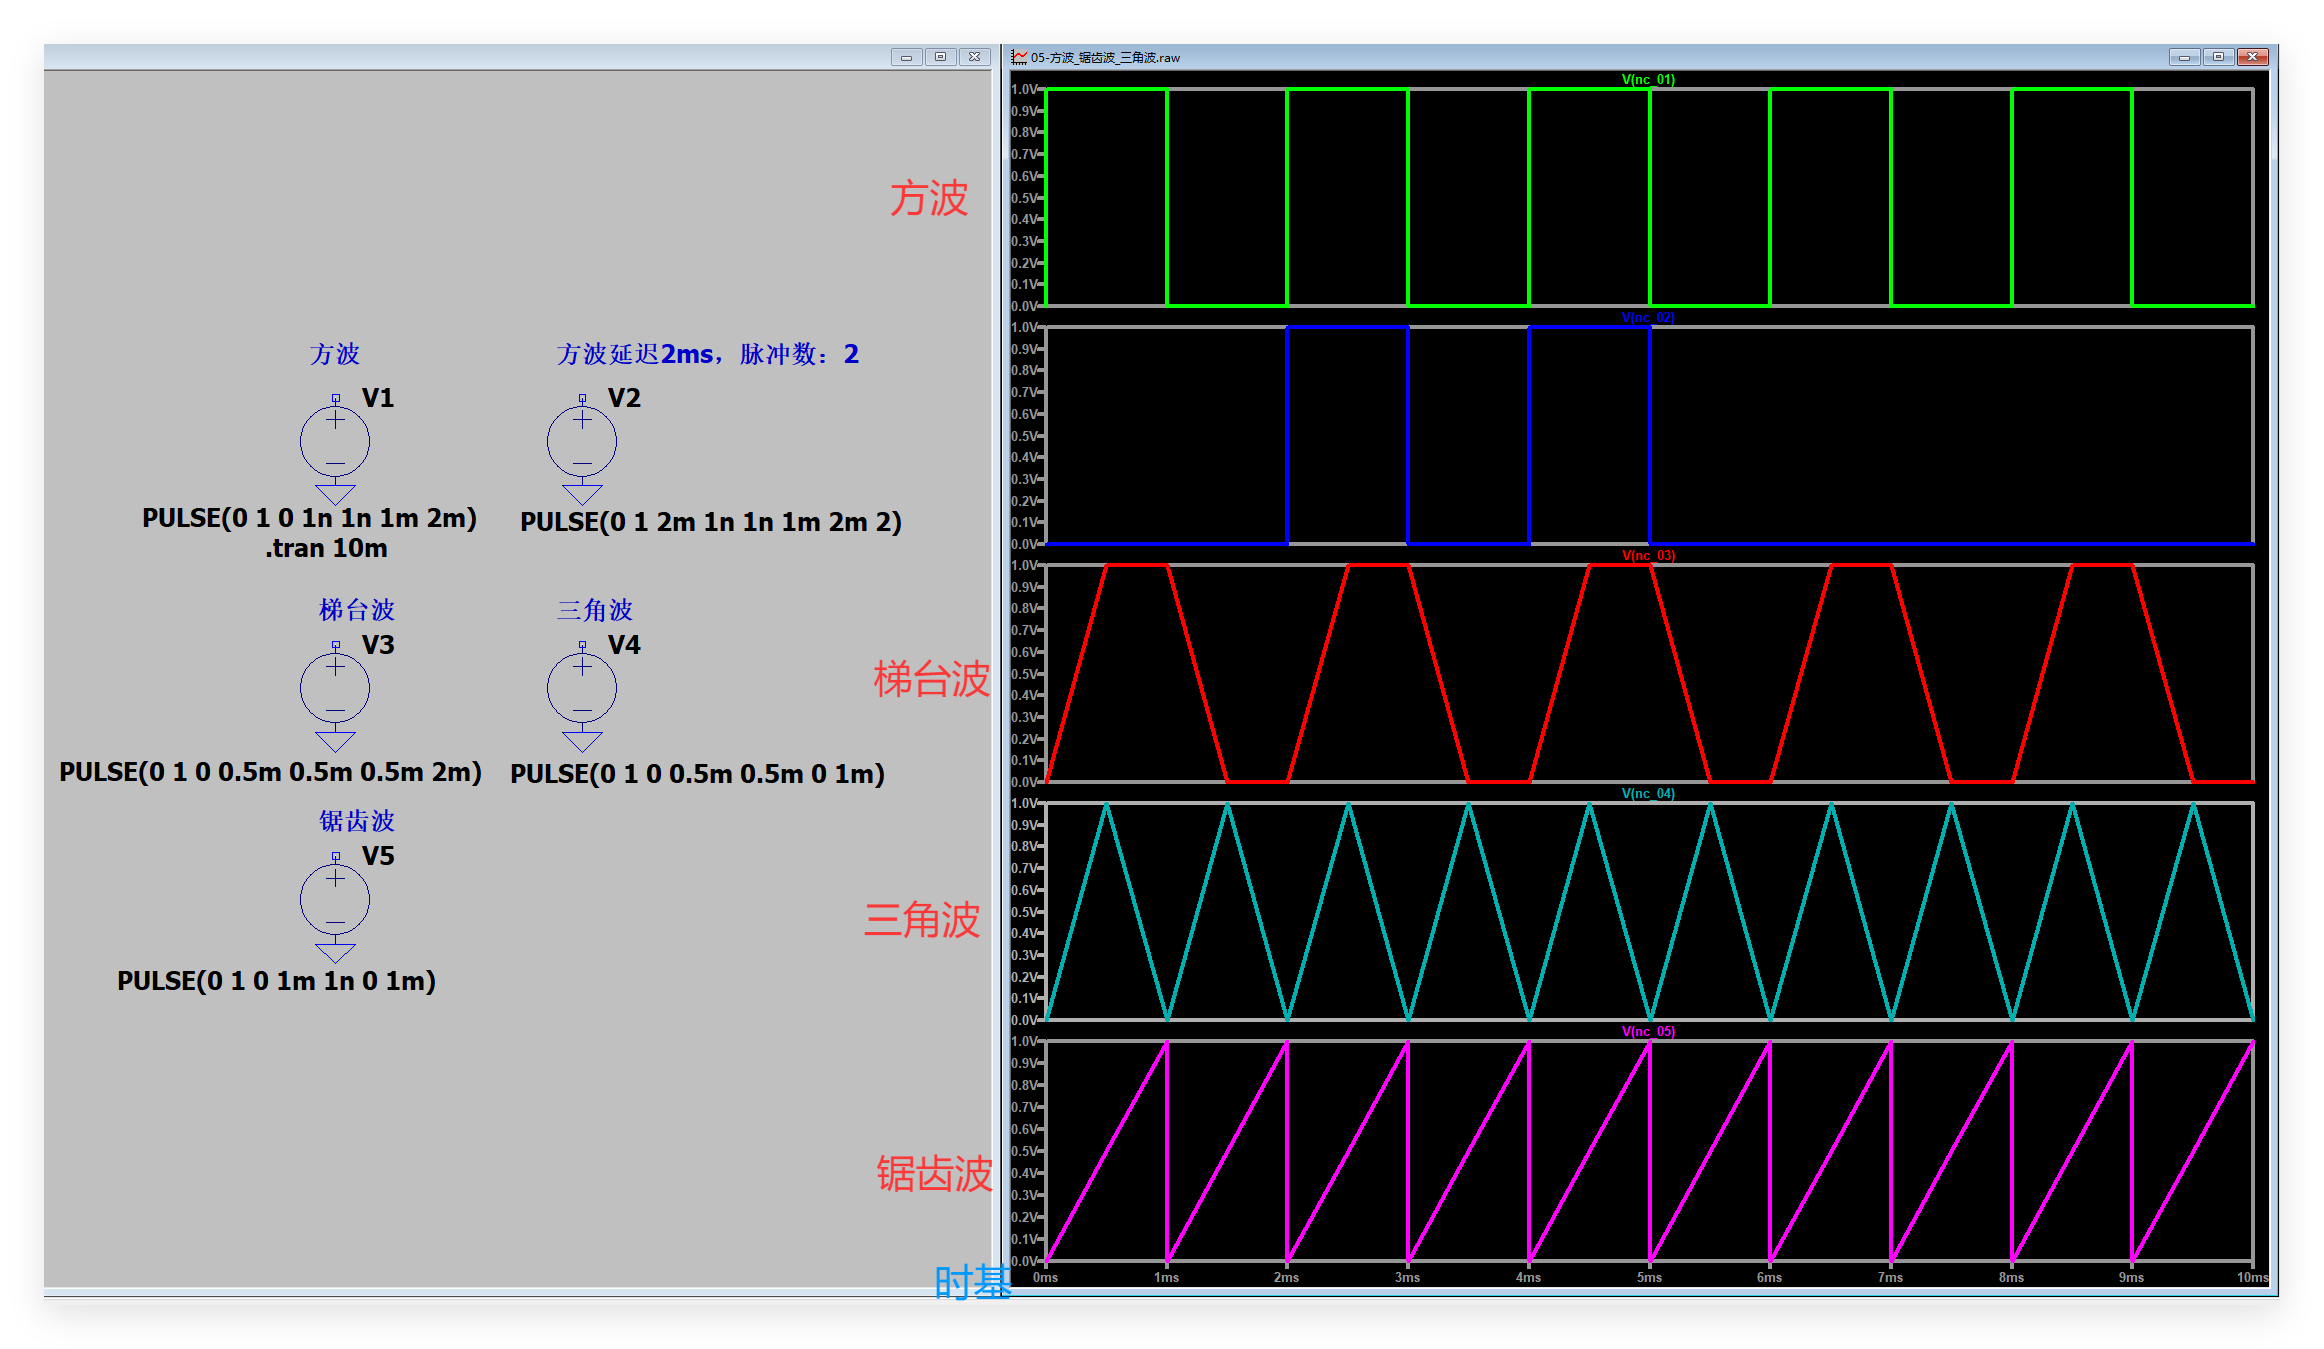 05-方波_锯齿波_三角波.raw
方波
方波
V1
PULSE(0 1 0 1n 1n 1m 2m)
.tran 10m
方波延迟2ms，脉冲数：2
V2
PULSE(0 1 2m 1n 1n 1m 2m 2)
梯台波
V3
PULSE(0 1 0 0.5m 0.5m 0.5m 2m)
三角波
V4
PULSE(0 1 0 0.5m 0.5m 0 1m)
锯齿波
V5
PULSE(0 1 0 1m 1n 0 1m)
梯台波
三角波
锯齿波
时基
V(nc_01)
1.0V
0.9V
0.8V
0.7V
0.6V
0.5V
0.4V
0.3V
0.2V
0.1V
0.0V
V(nc_02)
1.0V
0.9V
0.8V
0.7V
0.6V
0.5V
0.4V
0.3V
0.2V
0.1V
0.0V
V(nc_03)
1.0V
0.9V
0.8V
0.7V
0.6V
0.5V
0.4V
0.3V
0.2V
0.1V
0.0V
V(nc_04)
1.0V
0.9V
0.8V
0.7V
0.6V
0.5V
0.4V
0.3V
0.2V
0.1V
0.0V
V(nc_05)
1.0V
0.9V
0.8V
0.7V
0.6V
0.5V
0.4V
0.3V
0.2V
0.1V
0.0V
0ms 1ms 2ms 3ms 4ms 5ms 6ms 7ms 8ms 9ms 10ms